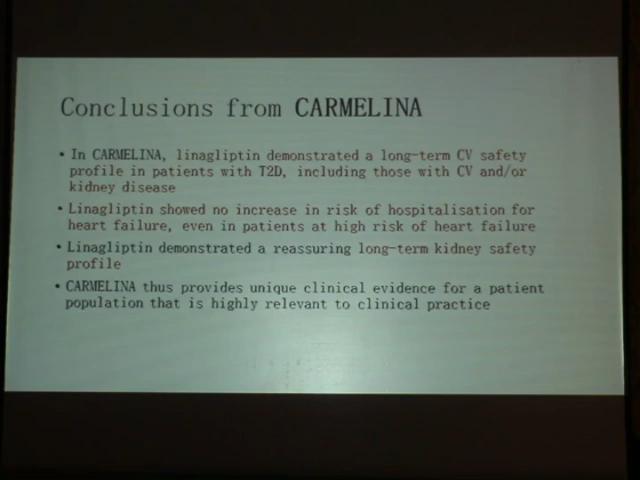 Conclusions from CARMELINA
• In CARMELINA, linagliptin demonstrated a long-term CV safety
profile in patients with T2D, including those with CV and/or
kidney disease
• Linagliptin showed no increase in risk of hospitalisation for
heart failure, even in patients at high risk of heart failure
• Linagliptin demonstrated a reassuring long-term kidney safety
profile
• CARMELINA thus provides unique clinical evidence for a patient
population that is highly relevant to clinical practice